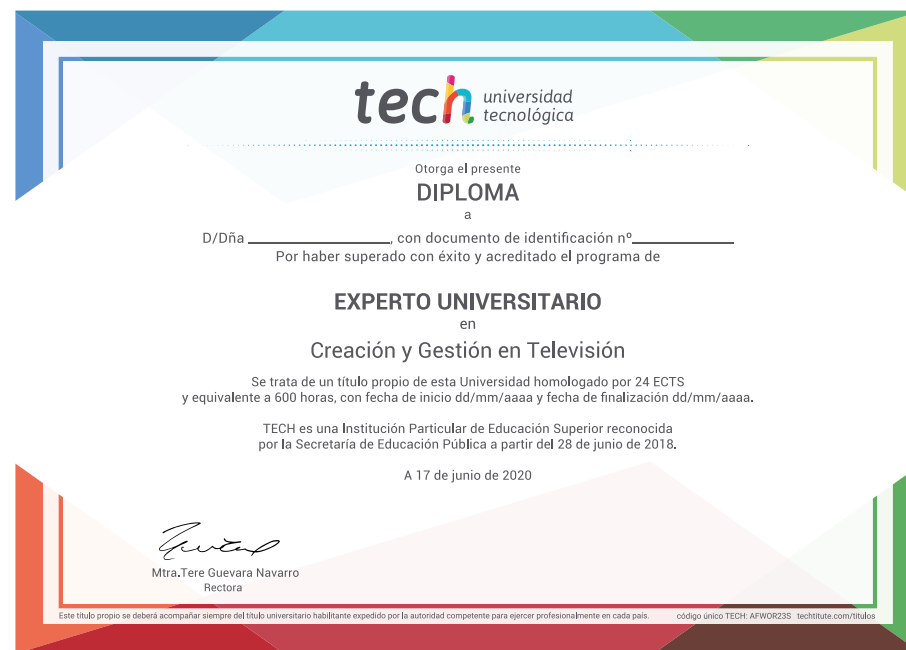 tech universidad
tecnológica
Otorga el presente
DIPLOMA
a
D/Dña ______________, con documento de identificación nº____________
Por haber superado con éxito y acreditado el programa de
EXPERTO UNIVERSITARIO
en
Creación y Gestión en Televisión
Se trata de un título propio de esta Universidad homologado por 24 ECTS
y equivalente a 600 horas, con fecha de inicio dd/mm/aaaa y fecha de finalización dd/mm/aaaa.
TECH es una Institución Particular de Educación Superior reconocida
por la Secretaría de Educación Pública a partir del 28 de junio de 2018.
A 17 de junio de 2020
Mtra.Tere Guevara Navarro
Rectora
Este título propio se deberá acompañar siempre del título universitario habilitante expedido por la autoridad competente para ejercer profesionalmente en cada país. código único TECH: AFWOR23S techtitute.com/titulos